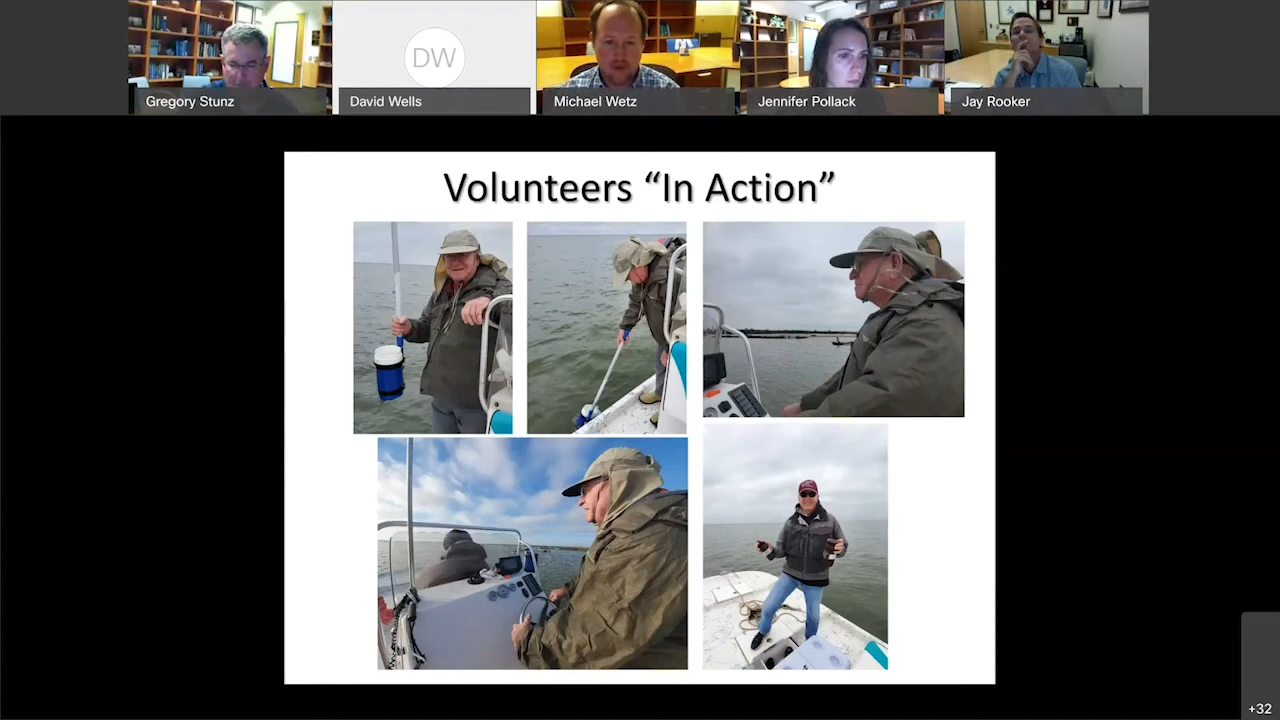 DW
Gregory Stunz
David Wells
Michael Wetz
Jennifer Pollack
Jay Rooker
Volunteers “In Action”
+32